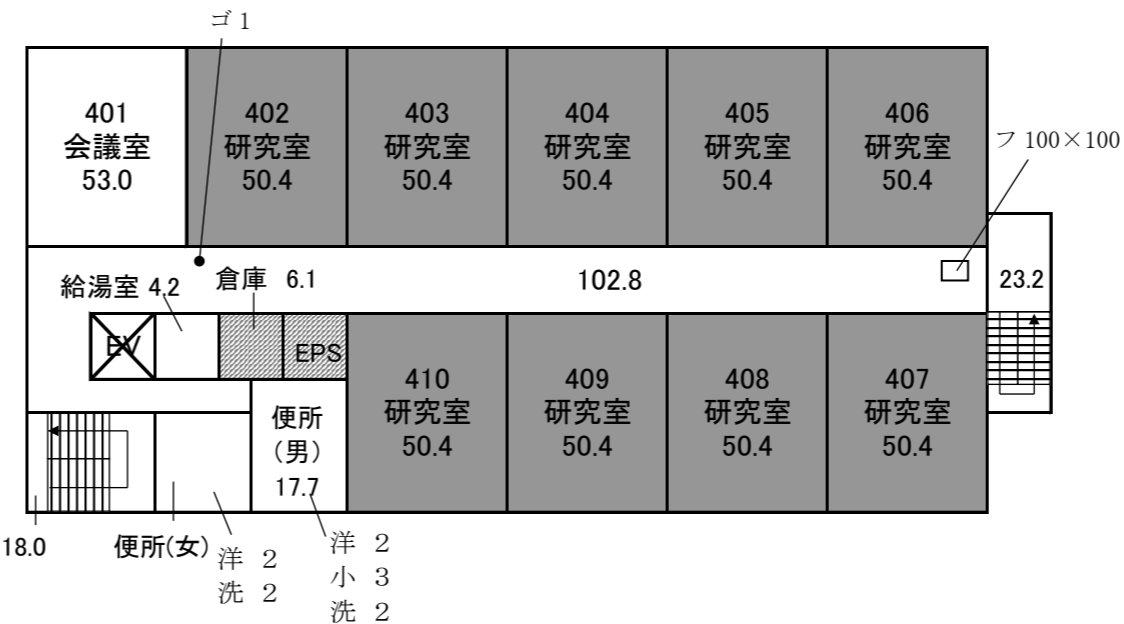 ゴ 1
401
会議室
53.0
402
研究室
50.4
403
研究室
50.4
404
研究室
50.4
405
研究室
50.4
406
研究室
50.4
フ 100×100
給湯室 4.2
倉庫 6.1
102.8
23.2
EV
EPS
便所
(男)
17.7
410
研究室
50.4
409
研究室
50.4
408
研究室
50.4
407
研究室
50.4
18.0
便所(女)
洋 2
洗 2
洋 2
小 3
洗 2